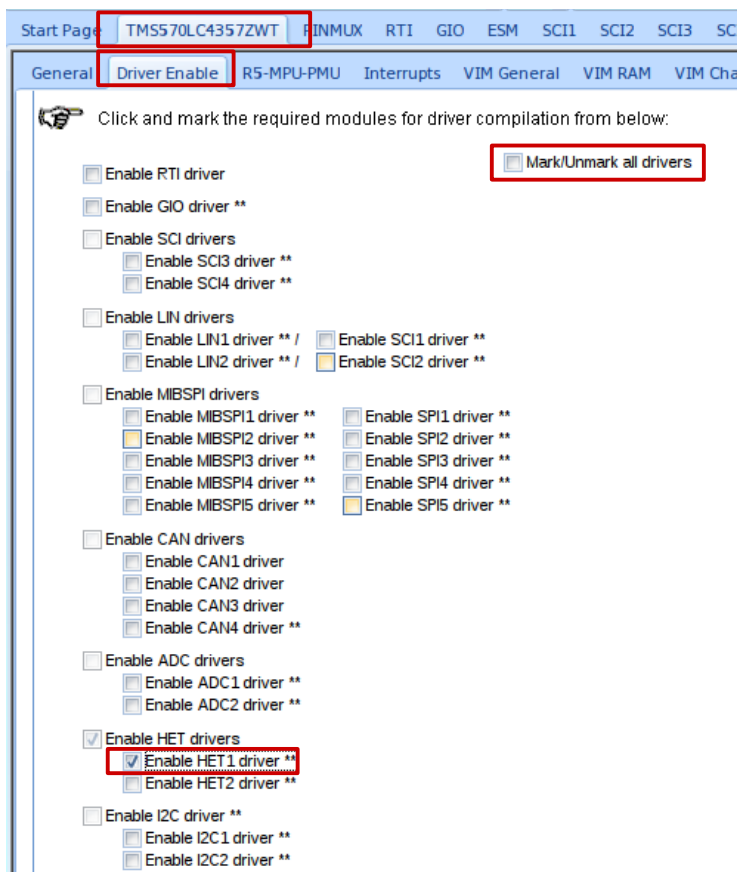 Start Page TMS570LC4357ZWT PINMUX RTI GIO ESM SCI1 SCI2 SCI3 SC
General Driver Enable R5-MPU-PMU Interrupts VIM General VIM RAM VIM Cha
Click and mark the required modules for driver compilation from below:
Mark/Unmark all drivers
Enable RTI driver
Enable GIO driver **
Enable SCI drivers
Enable SCI3 driver **
Enable SCI4 driver **
Enable LIN drivers
Enable LIN1 driver ** / Enable SCI1 driver **
Enable LIN2 driver ** / Enable SCI2 driver **
Enable MIBSPI drivers
Enable MIBSPI1 driver ** Enable SPI1 driver **
Enable MIBSPI2 driver ** Enable SPI2 driver **
Enable MIBSPI3 driver ** Enable SPI3 driver **
Enable MIBSPI4 driver ** Enable SPI4 driver **
Enable MIBSPI5 driver ** Enable SPI5 driver **
Enable CAN drivers
Enable CAN1 driver
Enable CAN2 driver
Enable CAN3 driver
Enable CAN4 driver **
Enable ADC drivers
Enable ADC1 driver **
Enable ADC2 driver **
Enable HET drivers
Enable HET1 driver **
Enable HET2 driver **
Enable I2C driver **
Enable I2C1 driver **
Enable I2C2 driver **